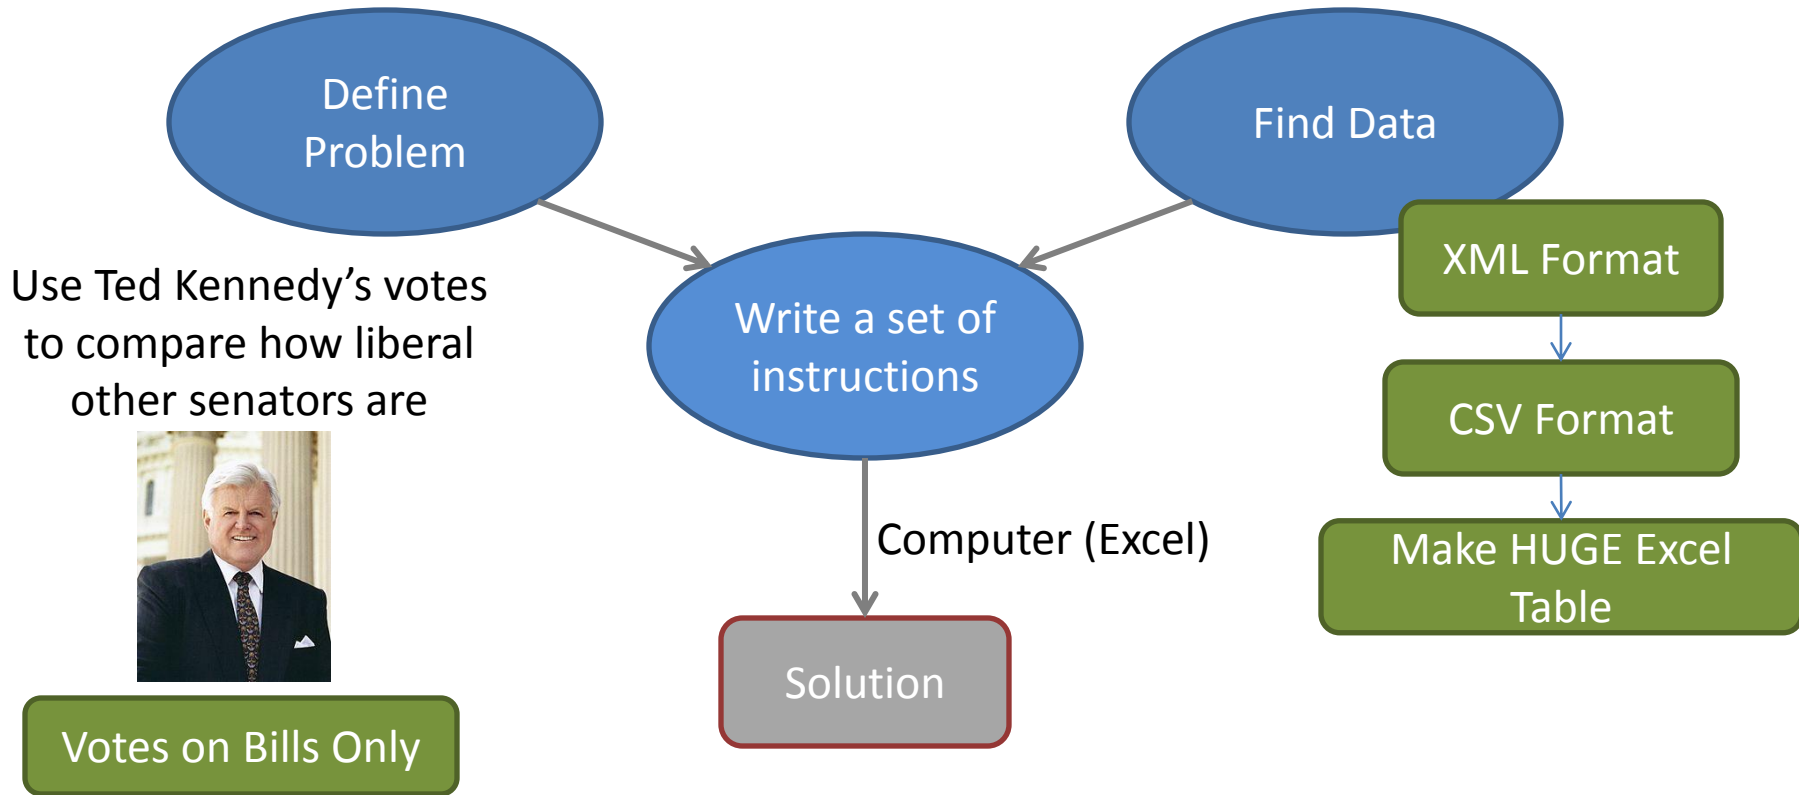 Define
Problem
Find Data
Use Ted Kennedy’s votes
to compare how liberal
other senators are
Write a set of
instructions
XML Format
CSV Format
Make HUGE Excel
Table
Computer (Excel)
Solution
Votes on Bills Only